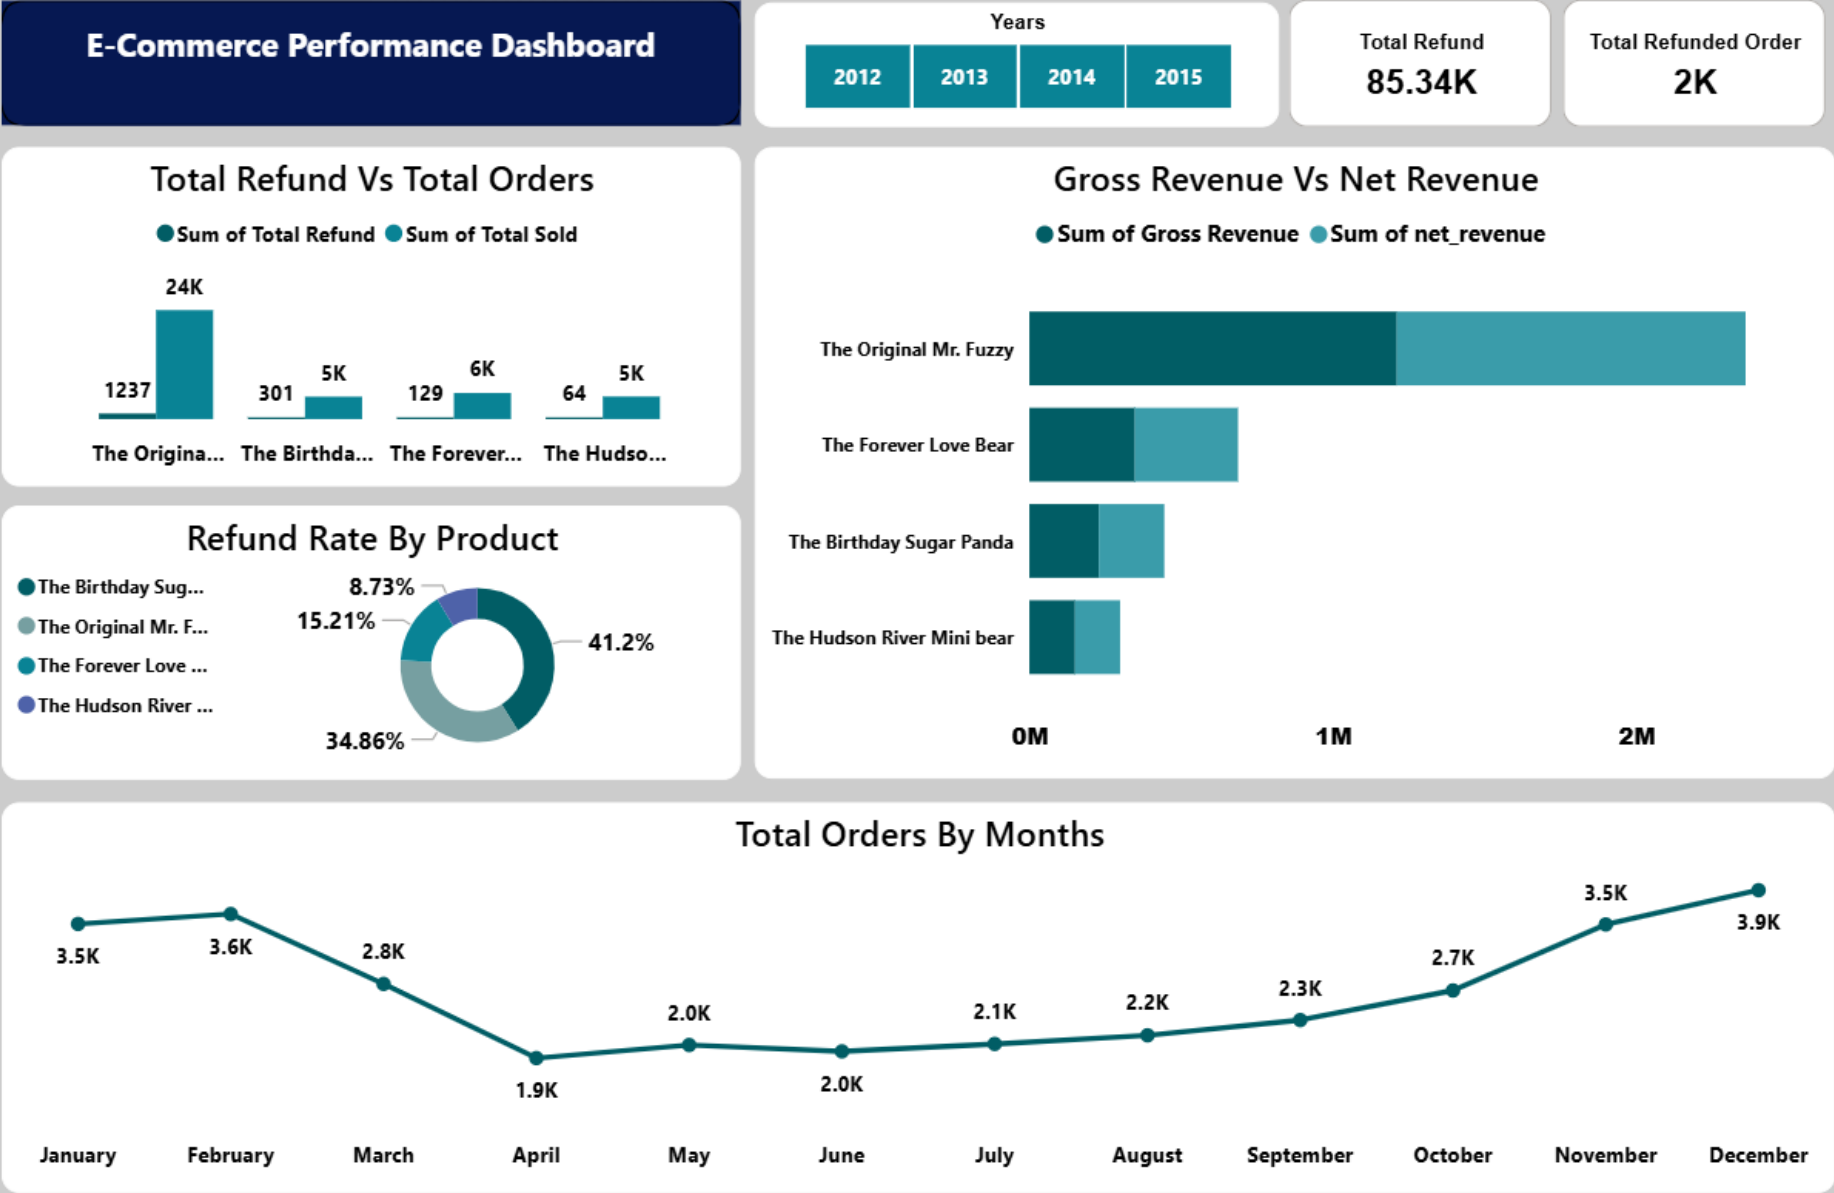 E-Commerce Performance Dashboard
Years
2012 2013 2014 2015
Total Refund
85.34K
Total Refunded Order
2K
Total Refund Vs Total Orders
Sum of Total Refund Sum of Total Sold
24K
1237
301
5K
129
6K
64
5K
The Origina... The Birthda... The Forever... The Hudso...
Gross Revenue Vs Net Revenue
Sum of Gross Revenue Sum of net_revenue
The Original Mr. Fuzzy
The Forever Love Bear
The Birthday Sugar Panda
The Hudson River Mini bear
0M 1M 2M
Refund Rate By Product
The Birthday Sug...
The Original Mr. F...
The Forever Love ...
The Hudson River ...
8.73%
15.21%
41.2%
34.86%
Total Orders By Months
3.5K
3.6K
2.8K
1.9K
2.0K
2.0K
2.1K
2.2K
2.3K
2.7K
3.5K
3.9K
January February March April May June July August September October November December